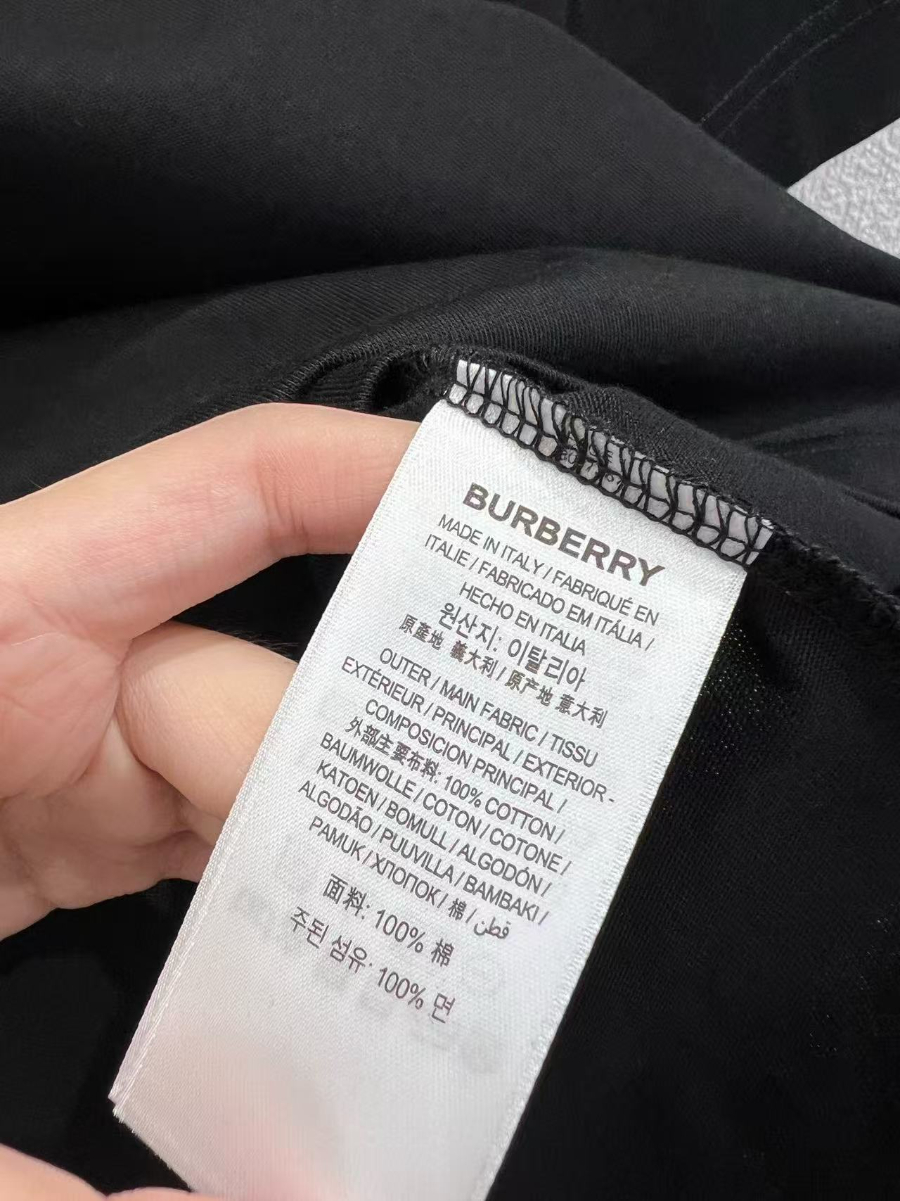 BURBERRY
MADE IN ITALY / FABRIQUÉ EN
ITALIE / FABRICADO EM ITÁLIA /
HECHO EN ITALIA
원산지: 이탈리아
原產地 義大利 / 原产地 意大利
OUTER / MAIN FABRIC / TISSU
EXTÉRIEUR / PRINCIPAL / EXTERIOR -
COMPOSICION PRINCIPAL /
外部主要布料: 100% COTTON /
BAUMWOLLE / COTON / COTONE /
KATOEN / BOMULL / ALGODÓN /
ALGODÃO / PUUVILLA / BAMBAKI /
PAMUK / ХЛОПОК / 棉 / قطن
面料: 100% 棉
주된 섬유: 100% 면